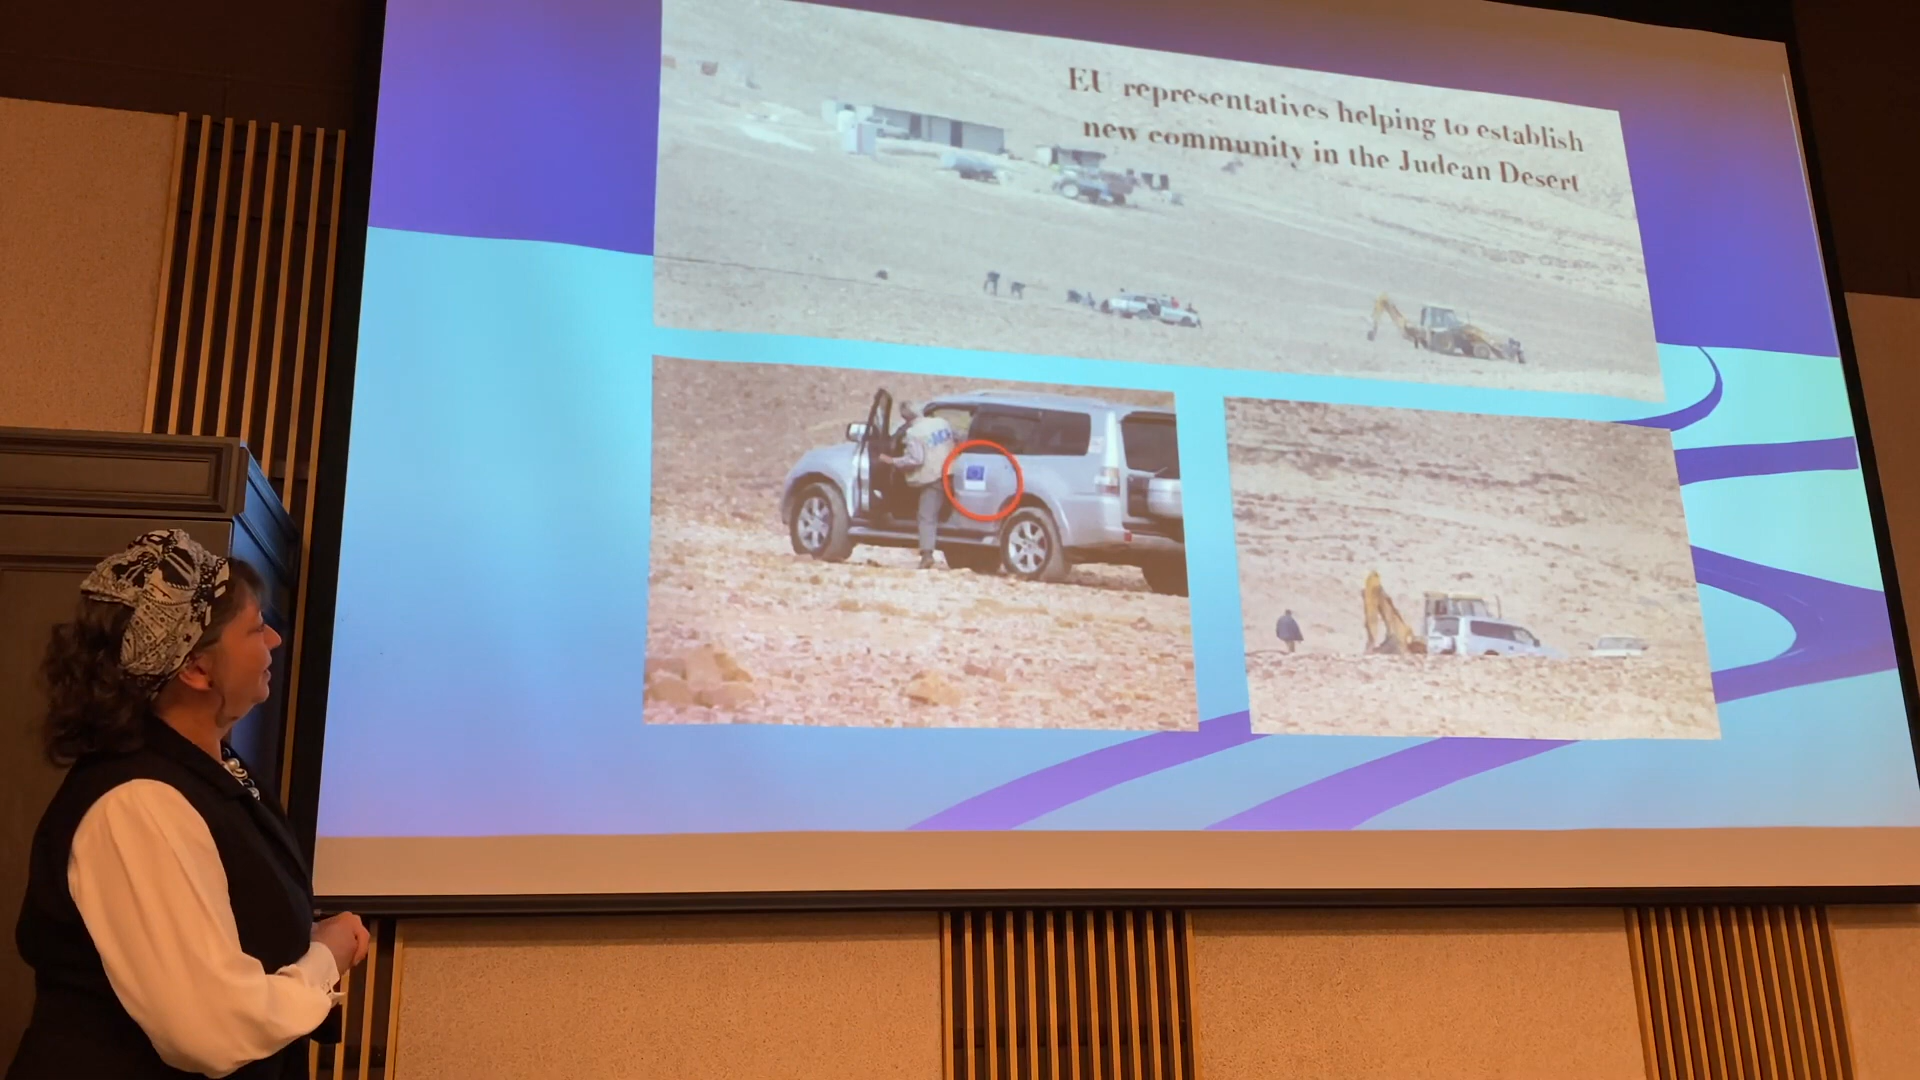 EU representatives helping to establish
new community in the Judean Desert